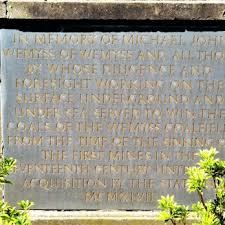 IN MEMORY OF MICHAEL JOHN
WEMYSS OF WEMYSS AND ALL THOSE
BY WHOSE DILIGENCE AND
FORESIGHT WORKING ON THE
SURFACE UNDERGROUND AND
UNDER SEA SERVED TO WIN THE
COALS OF THE WEMYSS COALFIELD
FROM THE TIME OF THE SINKING OF
THE FIRST MINES IN THE
SEVENTEENTH CENTURY UNTIL THE
ACQUISITION BY THE STATE IN
MCMXLVII